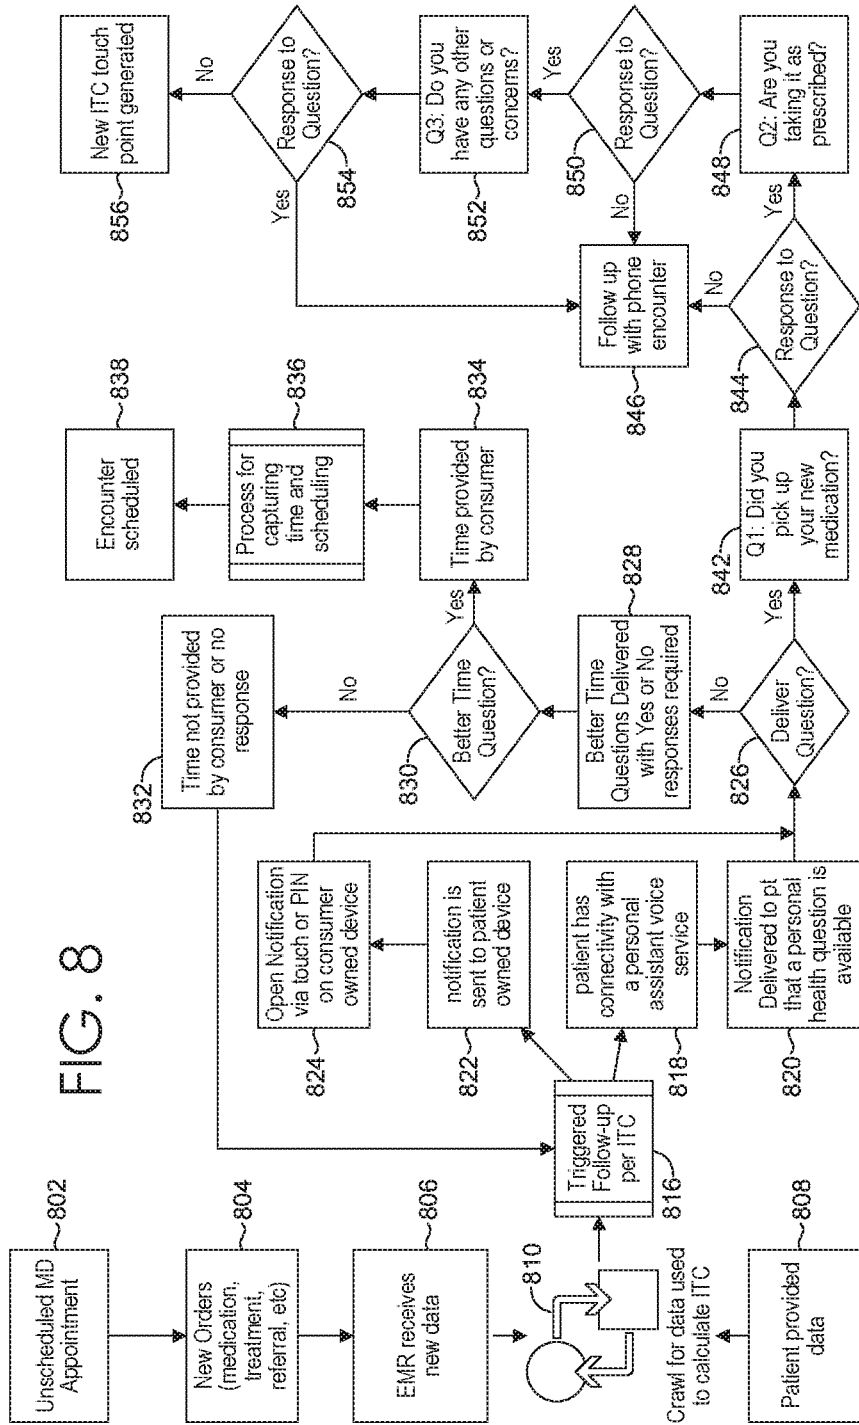 FIG. 8
802
Unscheduled MD
Appointment
804
New Orders
(medication,
treatment,
referral, etc)
806
EMR receives
new data
810
Crawl for data used
to calculate ITC
808
Patient provided
data
Triggered
Follow-up
per ITC
816
822
notification is
sent to patient
owned device
824
Open Notification
via touch or PIN
on consumer
owned device
818
patient has
connectivity with
a personal
assistant voice
service
820
Notification
Delivered to pt
that a personal
health question is
available
826
Deliver
Question?
No
Yes
828
Better Time
Questions Delivered
with Yes or No
responses required
830
Better Time
Question?
No
Yes
832
Time not provided
by consumer or no
response
834
Time provided
by consumer
836
Process for
capturing
time and
scheduling
838
Encounter
scheduled
842
Q1: Did you
pick up
your new
medication?
844
Response to
Question?
No
Yes
846
Follow up
with phone
encounter
848
Q2: Are you
taking it as
prescribed?
850
Response to
Question?
No
Yes
852
Q3: Do you
have any other
questions or
concerns?
854
Response to
Question?
Yes
No
856
New ITC touch
point generated